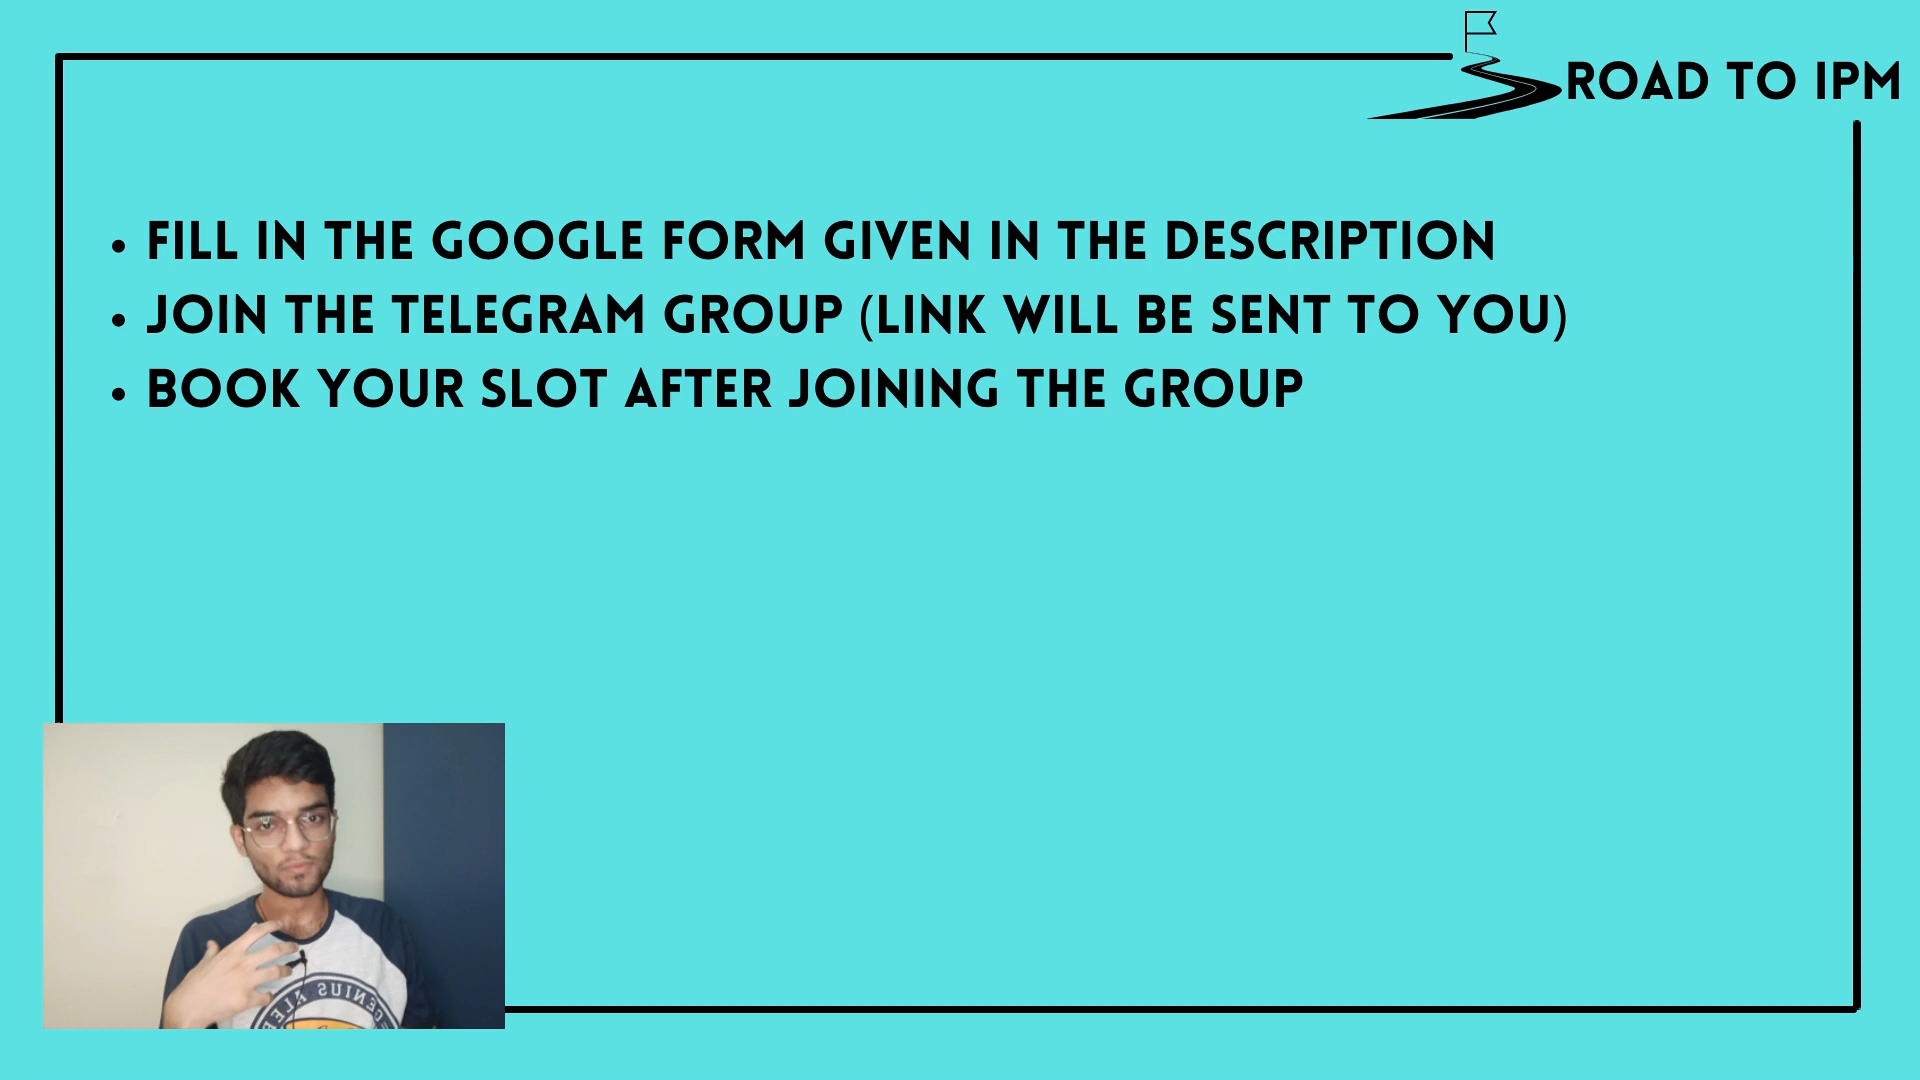 ROAD TO IPM
• FILL IN THE GOOGLE FORM GIVEN IN THE DESCRIPTION
• JOIN THE TELEGRAM GROUP (LINK WILL BE SENT TO YOU)
• BOOK YOUR SLOT AFTER JOINING THE GROUP
GENIUS